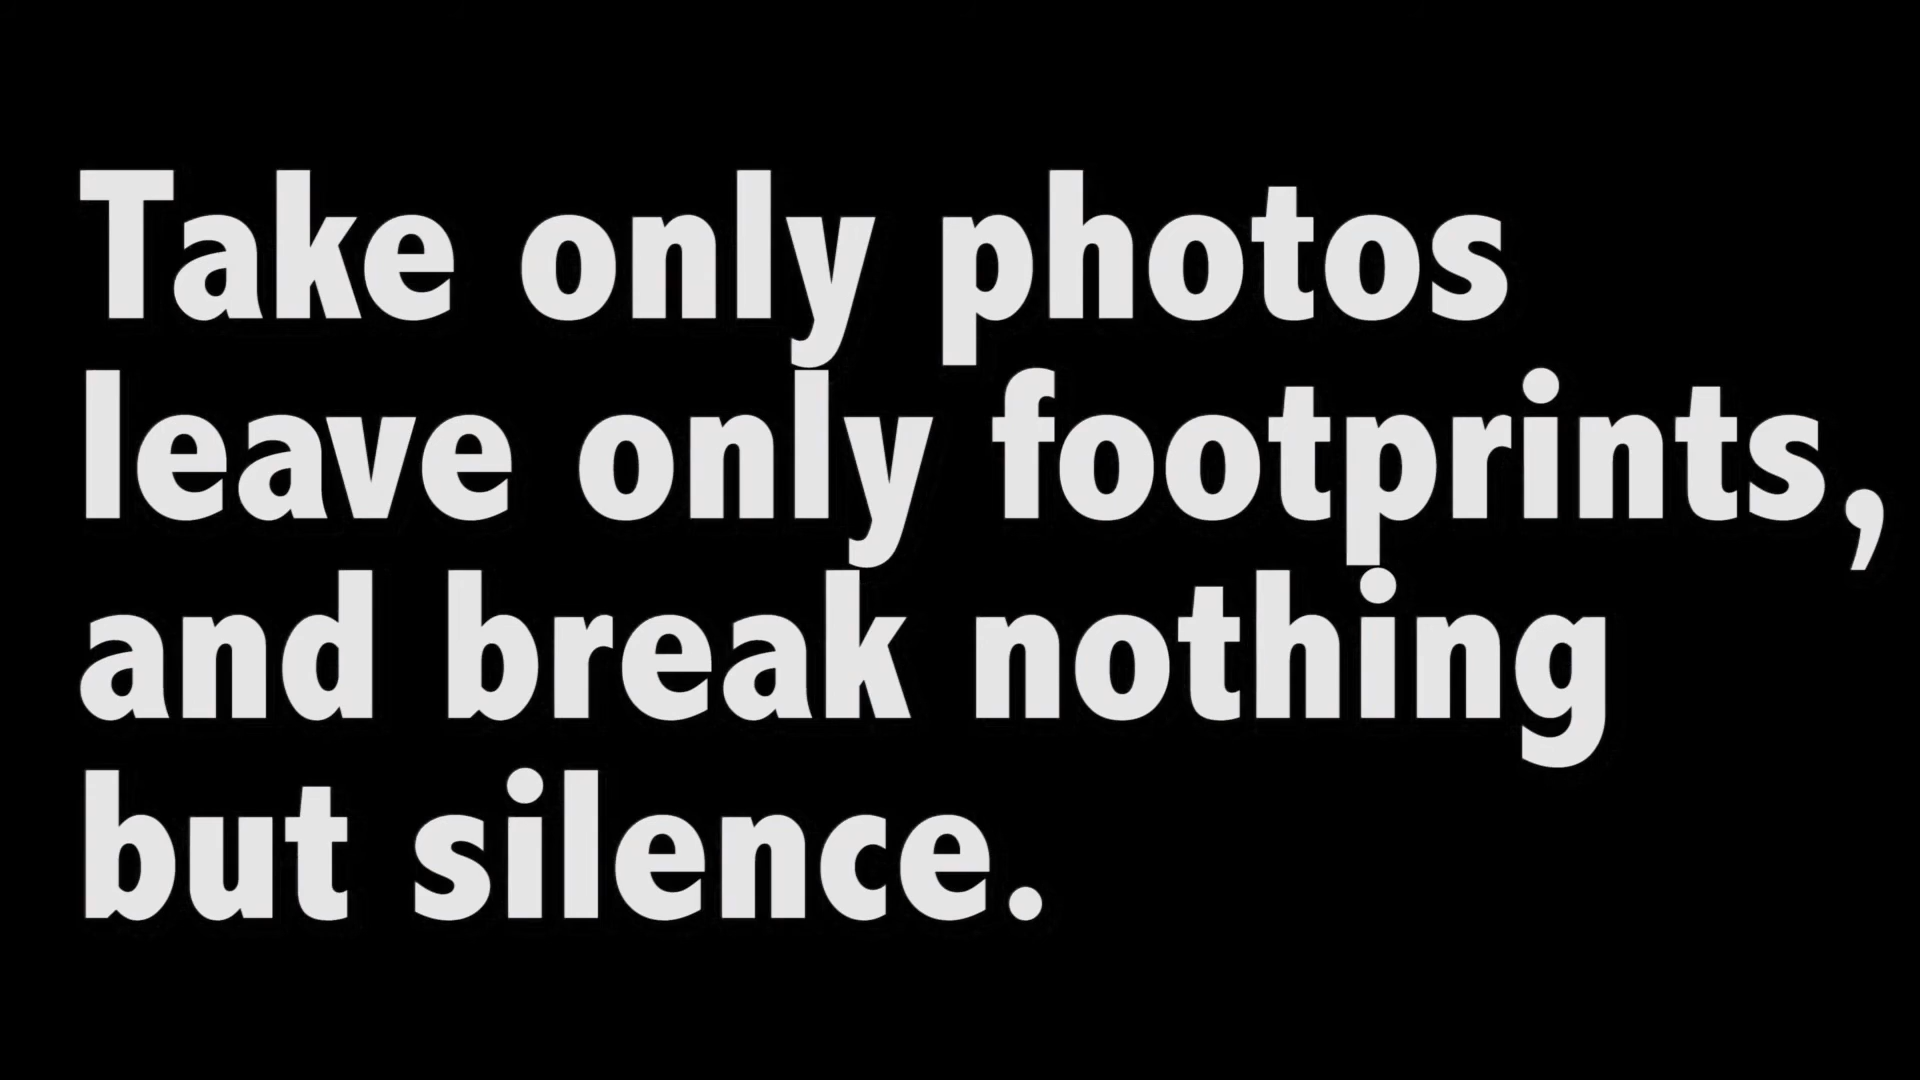 Take only photos
leave only footprints,
and break nothing
but silence.